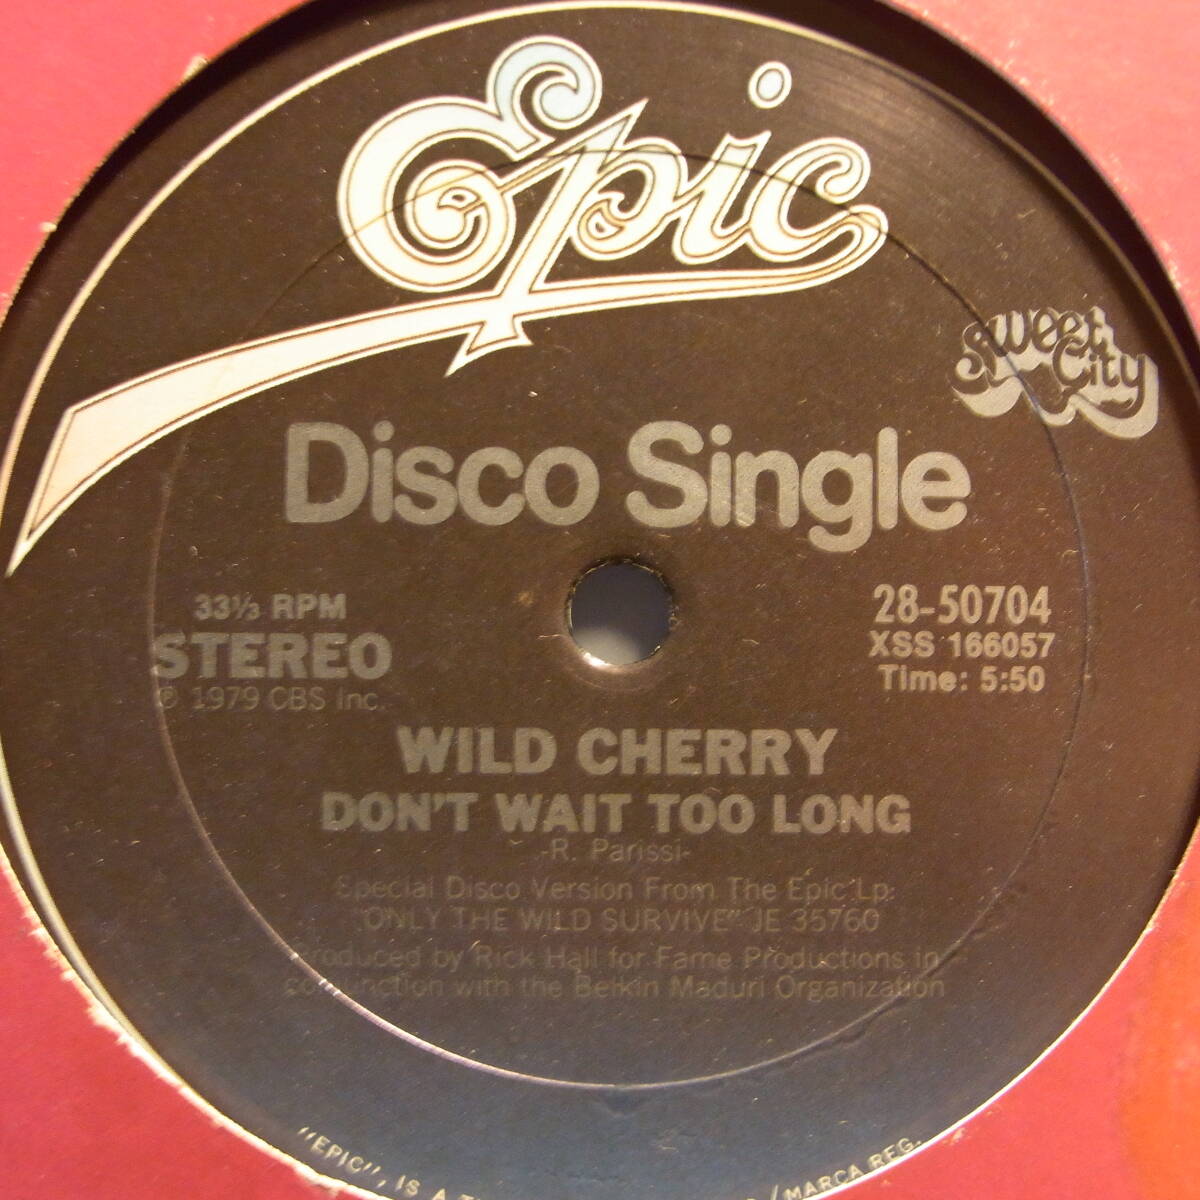 Epic
Sweet City
Disco Single
33⅓ RPM
STEREO
℗ 1979 CBS Inc.
28-50704
XSS 166057
Time: 5:50
WILD CHERRY
DON'T WAIT TOO LONG
-R. Parissi-
Special Disco Version From The Epic Lp:
"ONLY THE WILD SURVIVE" JE 35760
Produced by Rick Hall for Fame Productions in
conjunction with the Belkin Maduri Organization
"EPIC", IS A
/MARCA REG.